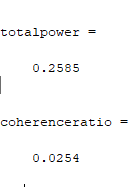 totalpower =
0.2585
coherenceratio =
0.0254